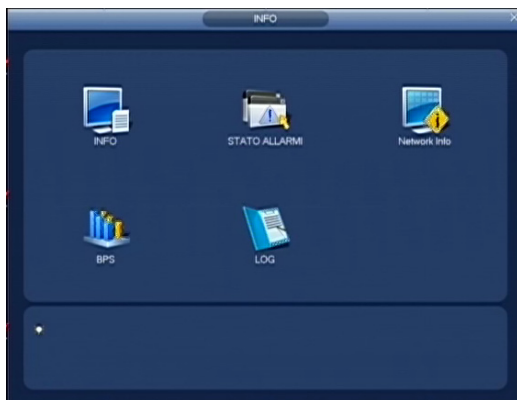 INFO
INFO
STATO ALLARMI
Network Info
BPS
LOG